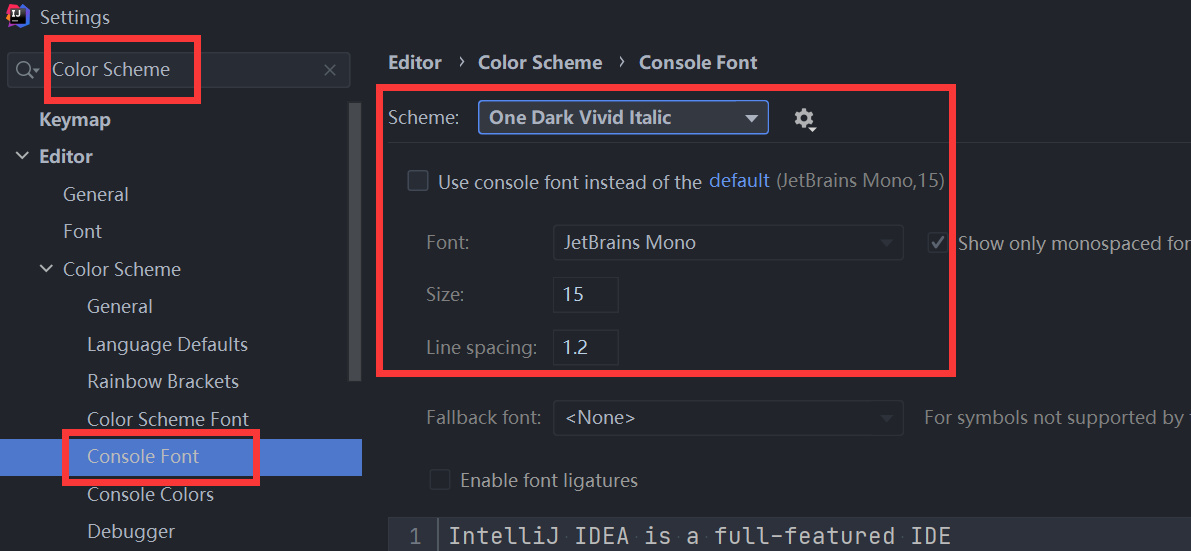 IJ
Settings
Color Scheme
Keymap
Editor
General
Font
Color Scheme
General
Language Defaults
Rainbow Brackets
Color Scheme Font
Console Font
Console Colors
Debugger
Editor › Color Scheme › Console Font
Scheme: One Dark Vivid Italic
Use console font instead of the default (JetBrains Mono,15)
Font: JetBrains Mono Show only monospaced fon
Size: 15
Line spacing: 1.2
Fallback font: <None> For symbols not supported by
Enable font ligatures
1 IntelliJ IDEA is a full-featured IDE